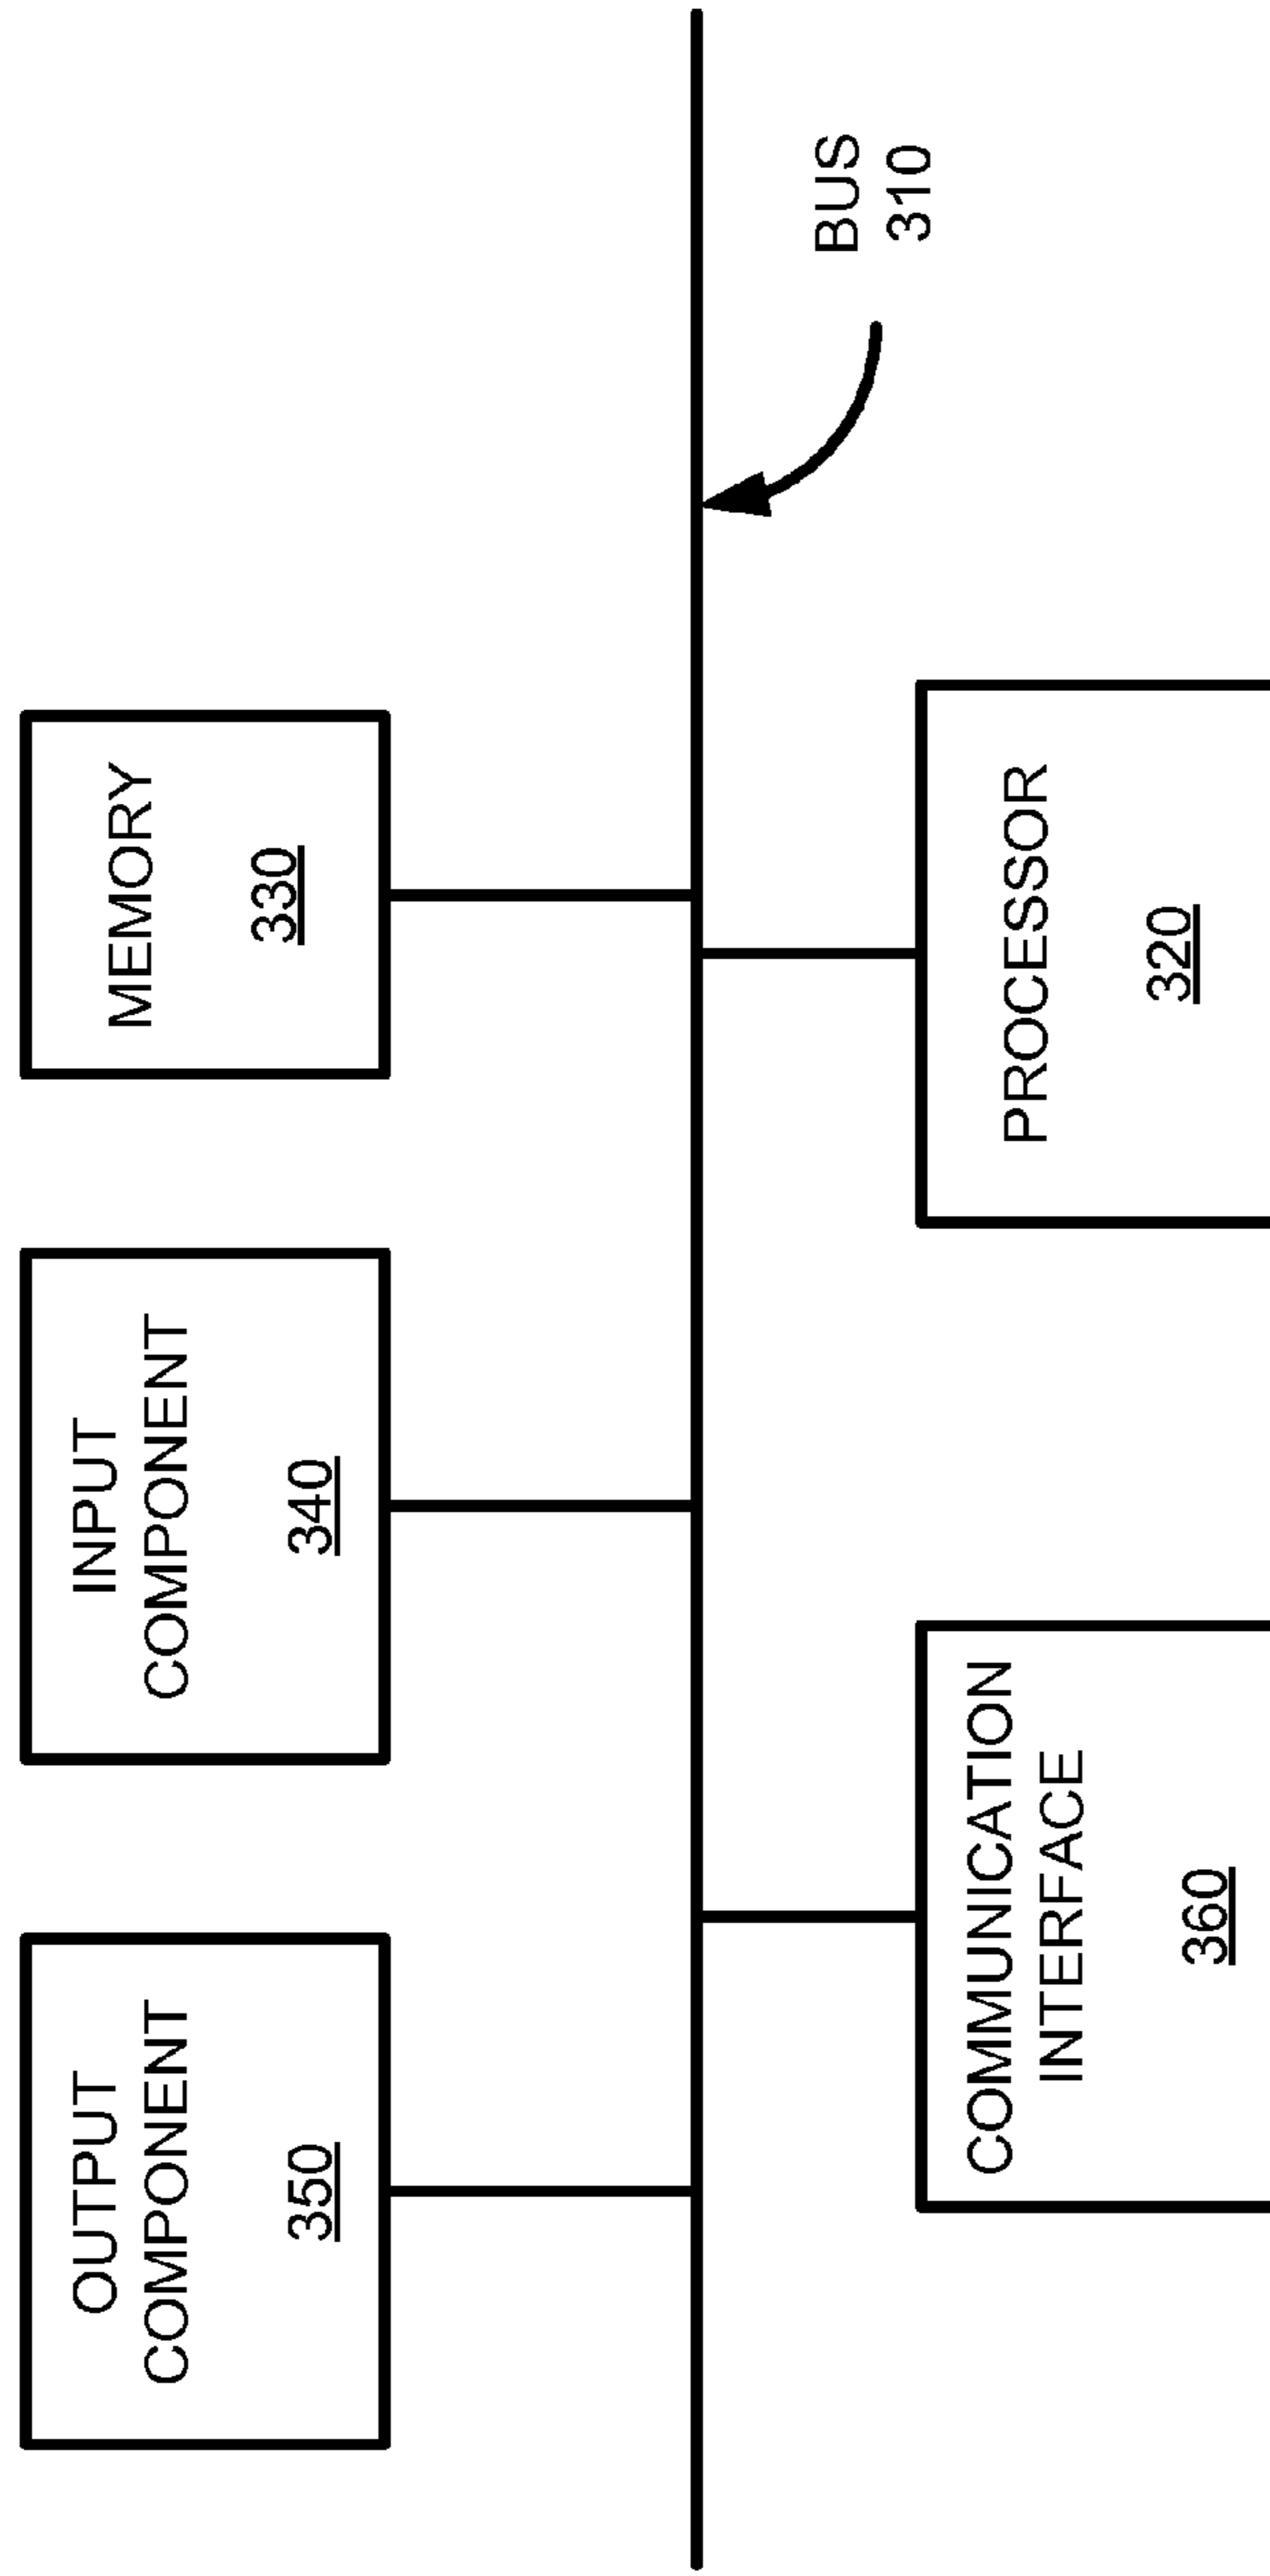 OUTPUT
COMPONENT
350
INPUT
COMPONENT
340
MEMORY
330
BUS
310
COMMUNICATION
INTERFACE
360
PROCESSOR
320